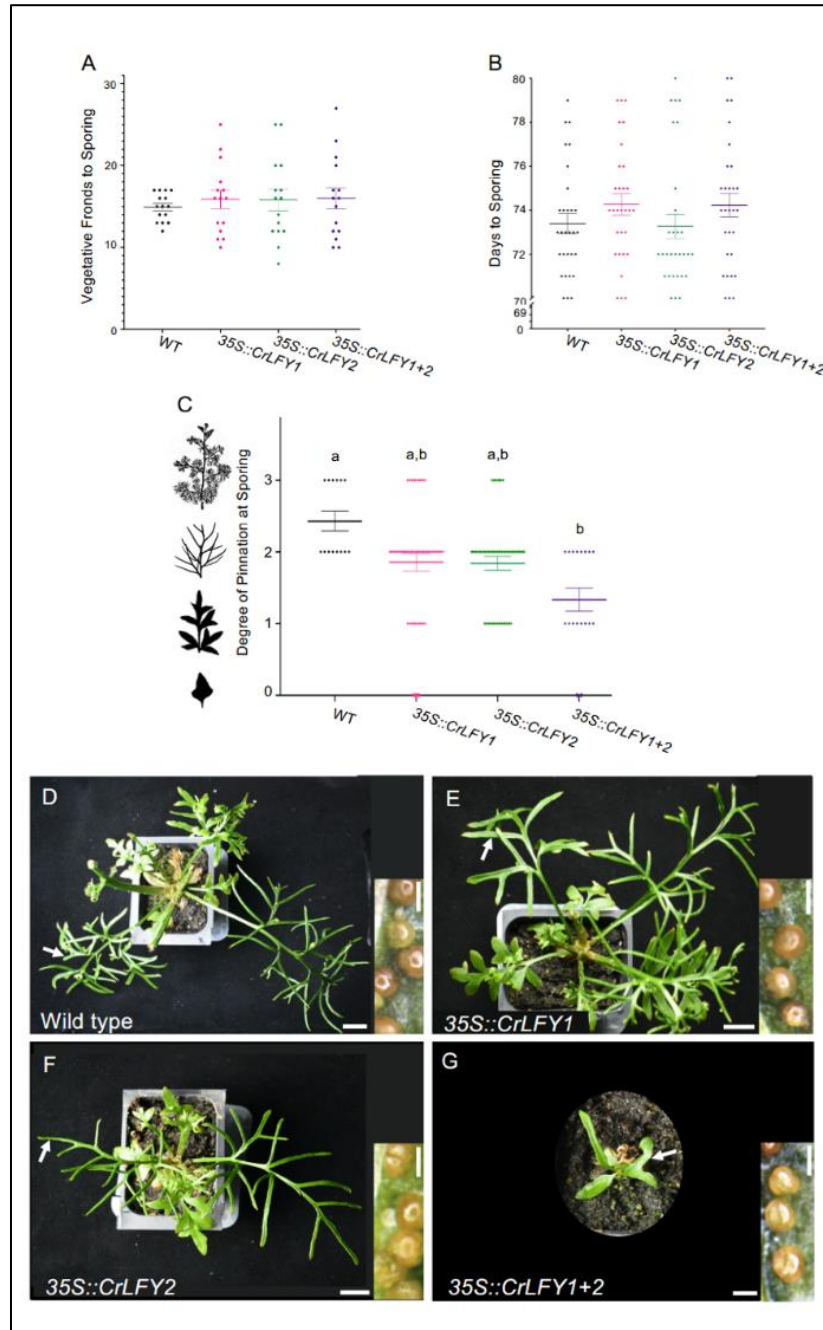 A
30
20
10
0
Vegetative Fronds to Sporing
WT
35S::CrLFY1
35S::CrLFY2
35S::CrLFY1+2
B
80
78
76
74
72
70
69
0
Days to Sporing
WT
35S::CrLFY1
35S::CrLFY2
35S::CrLFY1+2
C
3
2
1
0
Degree of Pinnation at Sporing
a
a,b
a,b
b
WT
35S::CrLFY1
35S::CrLFY2
35S::CrLFY1+2
D
Wild type
E
35S::CrLFY1
F
35S::CrLFY2
G
35S::CrLFY1+2